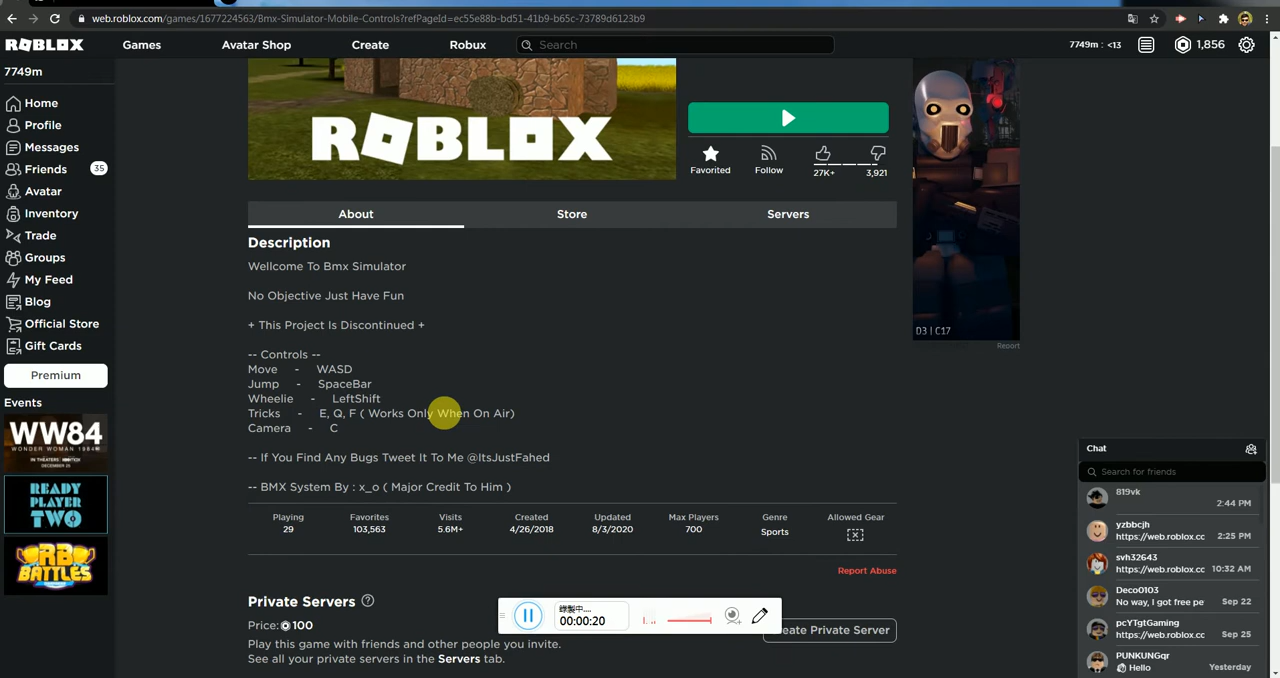 web.roblox.com/games/1677224563/Bmx-Simulator-Mobile-Controls?refPageId=ec55e88b-bd51-41b9-b65c-73789d6123b9
ROBLOX
Games
Avatar Shop
Create
Robux
Search
7749m : <13
1,856
7749m
Home
Profile
Messages
Friends
35
Avatar
Inventory
Trade
Groups
My Feed
Blog
Official Store
Gift Cards
Premium
Events
WW84
WONDER WOMAN 1984
IN THEATERS
DECEMBER 25
READY
PLAYER
TWO
RB
BATTLES
ROBLOX
Favorited
Follow
27K+
3,921
About
Store
Servers
Description
Wellcome To Bmx Simulator
No Objective Just Have Fun
+ This Project Is Discontinued +
-- Controls --
Move - WASD
Jump - SpaceBar
Wheelie - LeftShift
Tricks - E, Q, F ( Works Only When On Air)
Camera - C
-- If You Find Any Bugs Tweet It To Me @ItsJustFahed
-- BMX System By : x_o ( Major Credit To Him )
Playing
29
Favorites
103,563
Visits
5.6M+
Created
4/26/2018
Updated
8/3/2020
Max Players
700
Genre
Sports
Allowed Gear
Report Abuse
Private Servers
Price: 100
Play this game with friends and other people you invite.
See all your private servers in the Servers tab.
eate Private Server
錄製中....
00:00:20
D3 | C17
Report
Chat
Search for friends
819vk
2:44 PM
yzbbcjh
https://web.roblox.cc 2:25 PM
svh32643
https://web.roblox.cc 10:32 AM
Deco0103
No way, I got free pe Sep 22
pcYTgtGaming
https://web.roblox.cc Sep 25
PUNKUNGqr
Hello Yesterday